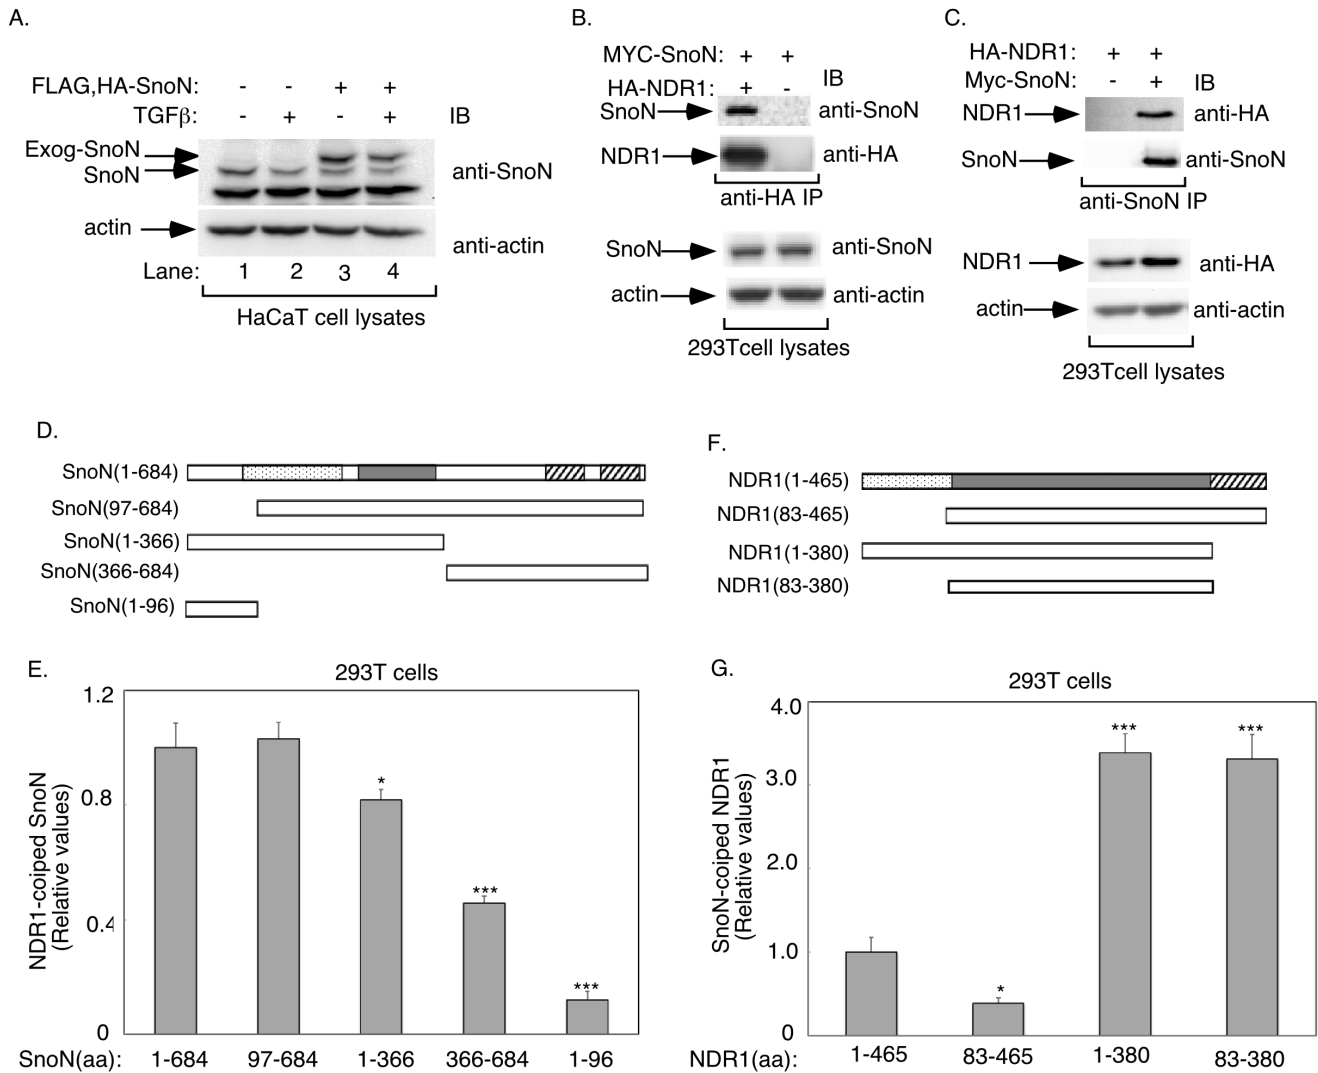 A.
FLAG,HA-SnoN: - - + +
TGFβ: - + - + IB
Exog-SnoN
SnoN
anti-SnoN
actin
anti-actin
Lane: 1 2 3 4
HaCaT cell lysates
B.
MYC-SnoN: + +
HA-NDR1: + - IB
SnoN anti-SnoN
NDR1 anti-HA
anti-HA IP
SnoN anti-SnoN
actin anti-actin
293Tcell lysates
C.
HA-NDR1: + +
Myc-SnoN: - + IB
NDR1 anti-HA
SnoN anti-SnoN
anti-SnoN IP
NDR1 anti-HA
actin anti-actin
293Tcell lysates
D.
SnoN(1-684)
SnoN(97-684)
SnoN(1-366)
SnoN(366-684)
SnoN(1-96)
F.
NDR1(1-465)
NDR1(83-465)
NDR1(1-380)
NDR1(83-380)
E.
293T cells
NDR1-coiped SnoN
(Relative values)
1.2
0.8
0.4
0
* *** ***
SnoN(aa): 1-684 97-684 1-366 366-684 1-96
G.
293T cells
SnoN-coiped NDR1
(Relative values)
4.0
3.0
2.0
1.0
0
* *** ***
NDR1(aa): 1-465 83-465 1-380 83-380